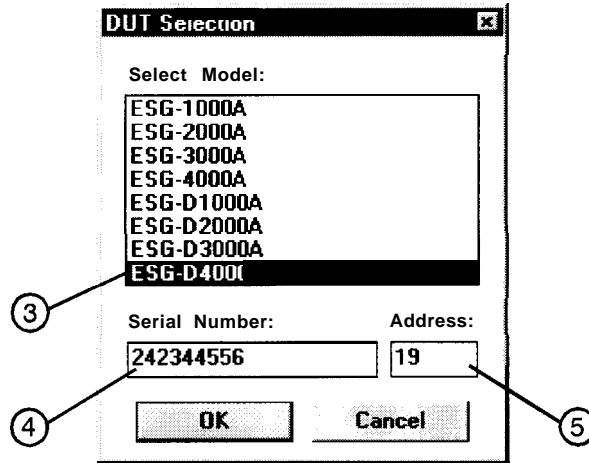 DUT Selection
Select Model:
ESG-1000A
ESG-2000A
ESG-3000A
ESG-4000A
ESG-D1000A
ESG-D2000A
ESG-D3000A
ESG-D400(
3
Serial Number: Address:
242344556 19
4 OK Cancel 5